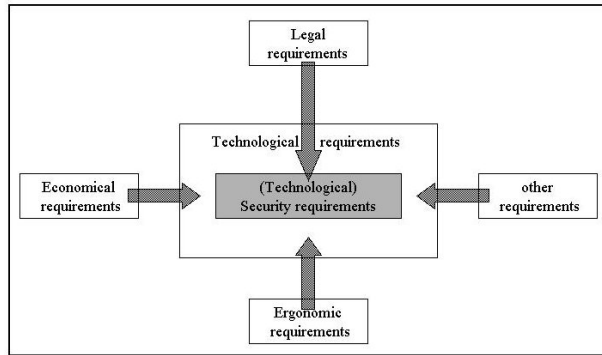 Legal
requirements
Technological requirements
Economical
requirements
(Technological)
Security requirements
other
requirements
Ergonomic
requirements